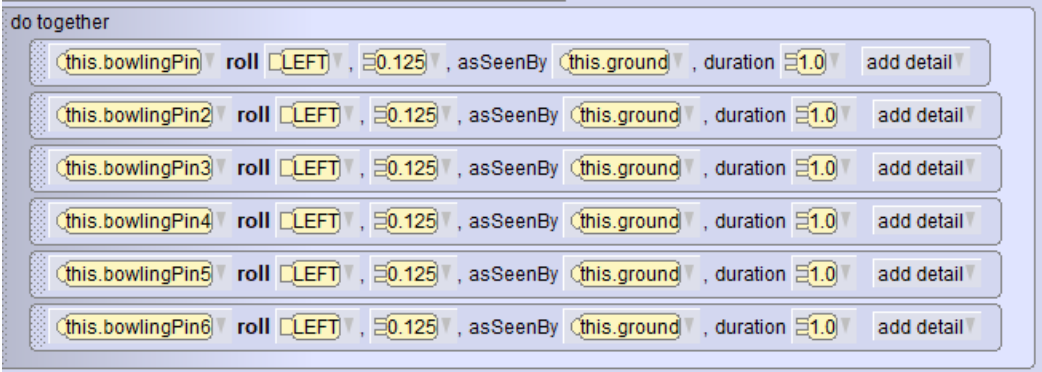 do together
this.bowlingPin roll LEFT , 0.125 , asSeenBy this.ground , duration 1.0 add detail
this.bowlingPin2 roll LEFT , 0.125 , asSeenBy this.ground , duration 1.0 add detail
this.bowlingPin3 roll LEFT , 0.125 , asSeenBy this.ground , duration 1.0 add detail
this.bowlingPin4 roll LEFT , 0.125 , asSeenBy this.ground , duration 1.0 add detail
this.bowlingPin5 roll LEFT , 0.125 , asSeenBy this.ground , duration 1.0 add detail
this.bowlingPin6 roll LEFT , 0.125 , asSeenBy this.ground , duration 1.0 add detail